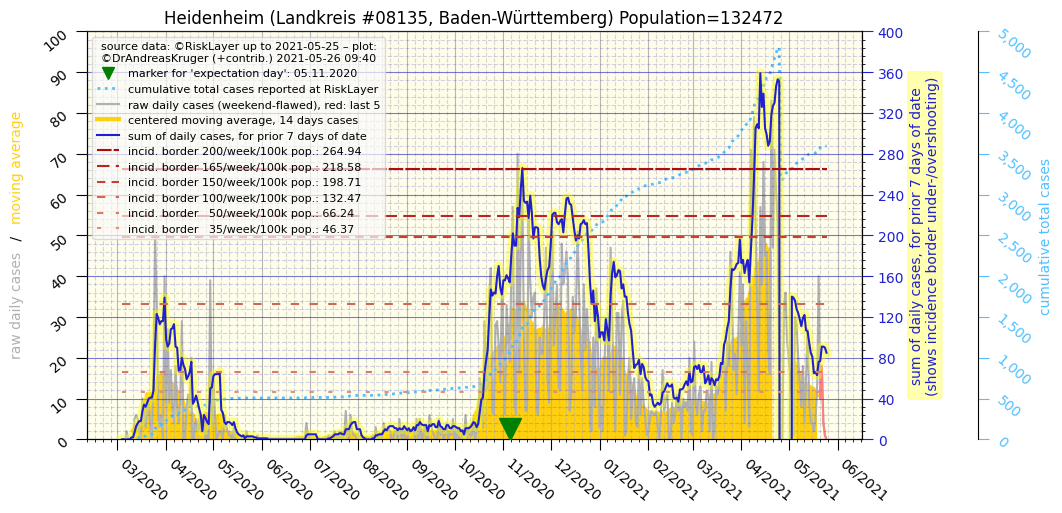 Heidenheim (Landkreis #08135, Baden-Württemberg) Population=132472
source data: ©RiskLayer up to 2021-05-25 – plot:
©DrAndreasKruger (+contrib.) 2021-05-26 09:40
marker for 'expectation day': 05.11.2020
cumulative total cases reported at RiskLayer
raw daily cases (weekend-flawed), red: last 5
centered moving average, 14 days cases
sum of daily cases, for prior 7 days of date
incid. border 200/week/100k pop.: 264.94
incid. border 165/week/100k pop.: 218.58
incid. border 150/week/100k pop.: 198.71
incid. border 100/week/100k pop.: 132.47
incid. border 50/week/100k pop.: 66.24
incid. border 35/week/100k pop.: 46.37
raw daily cases / moving average
100
90
80
70
60
50
40
30
20
10
0
03/2020
04/2020
05/2020
06/2020
07/2020
08/2020
09/2020
10/2020
11/2020
12/2020
01/2021
02/2021
03/2021
04/2021
05/2021
06/2021
400
360
320
280
240
200
160
120
80
40
0
sum of daily cases, for prior 7 days of date
(shows incidence border under-/overshooting)
5,000
4,500
4,000
3,500
3,000
2,500
2,000
1,500
1,000
500
0
cumulative total cases